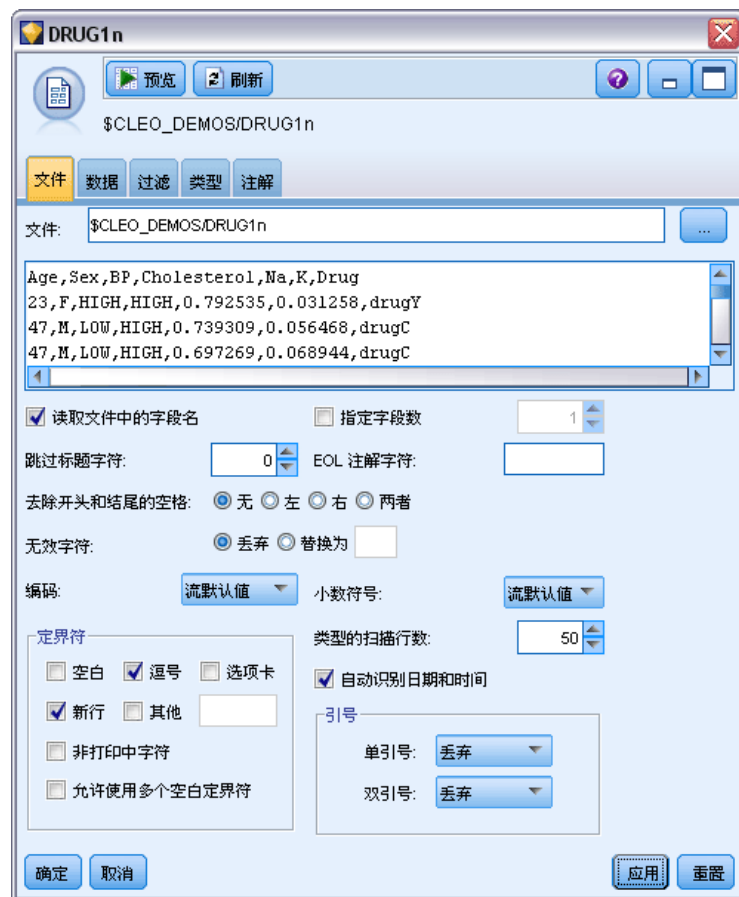 DRUG1n
预览 刷新
$CLEO_DEMOS/DRUG1n
文件 数据 过滤 类型 注解
文件: $CLEO_DEMOS/DRUG1n ...
Age,Sex,BP,Cholesterol,Na,K,Drug
23,F,HIGH,HIGH,0.792535,0.031258,drugY
47,M,LOW,HIGH,0.739309,0.056468,drugC
47,M,LOW,HIGH,0.697269,0.068944,drugC
读取文件中的字段名 指定字段数 1
跳过标题字符: 0 EOL 注解字符:
去除开头和结尾的空格: 无 左 右 两者
无效字符: 丢弃 替换为
编码: 流默认值 小数符号: 流默认值
定界符 类型的扫描行数: 50
空白 逗号 选项卡 自动识别日期和时间
新行 其他 引号
非打印中字符 单引号: 丢弃
允许使用多个空白定界符 双引号: 丢弃
确定 取消 应用 重置